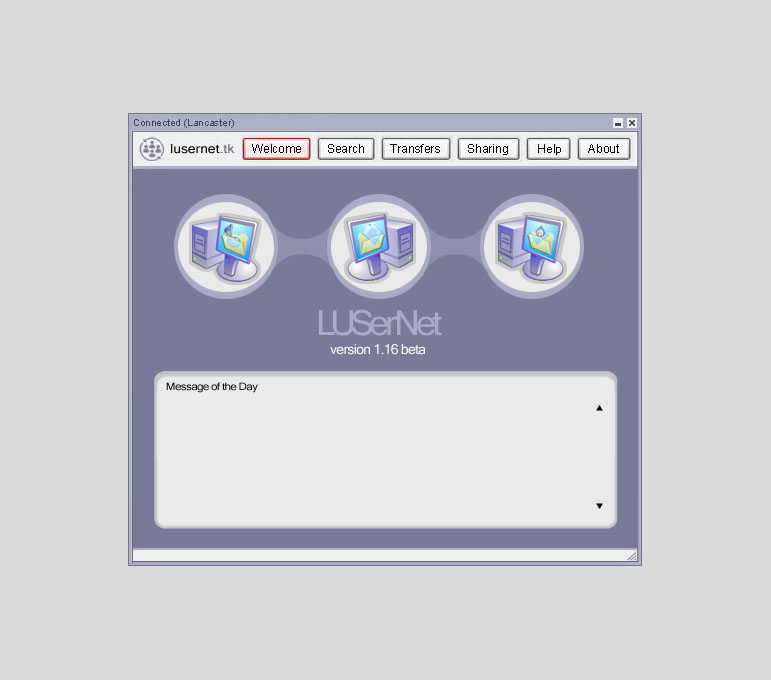 Connected (Lancaster)
lusernet.tk Welcome Search Transfers Sharing Help About
LUSerNet
version 1.16 beta
Message of the Day